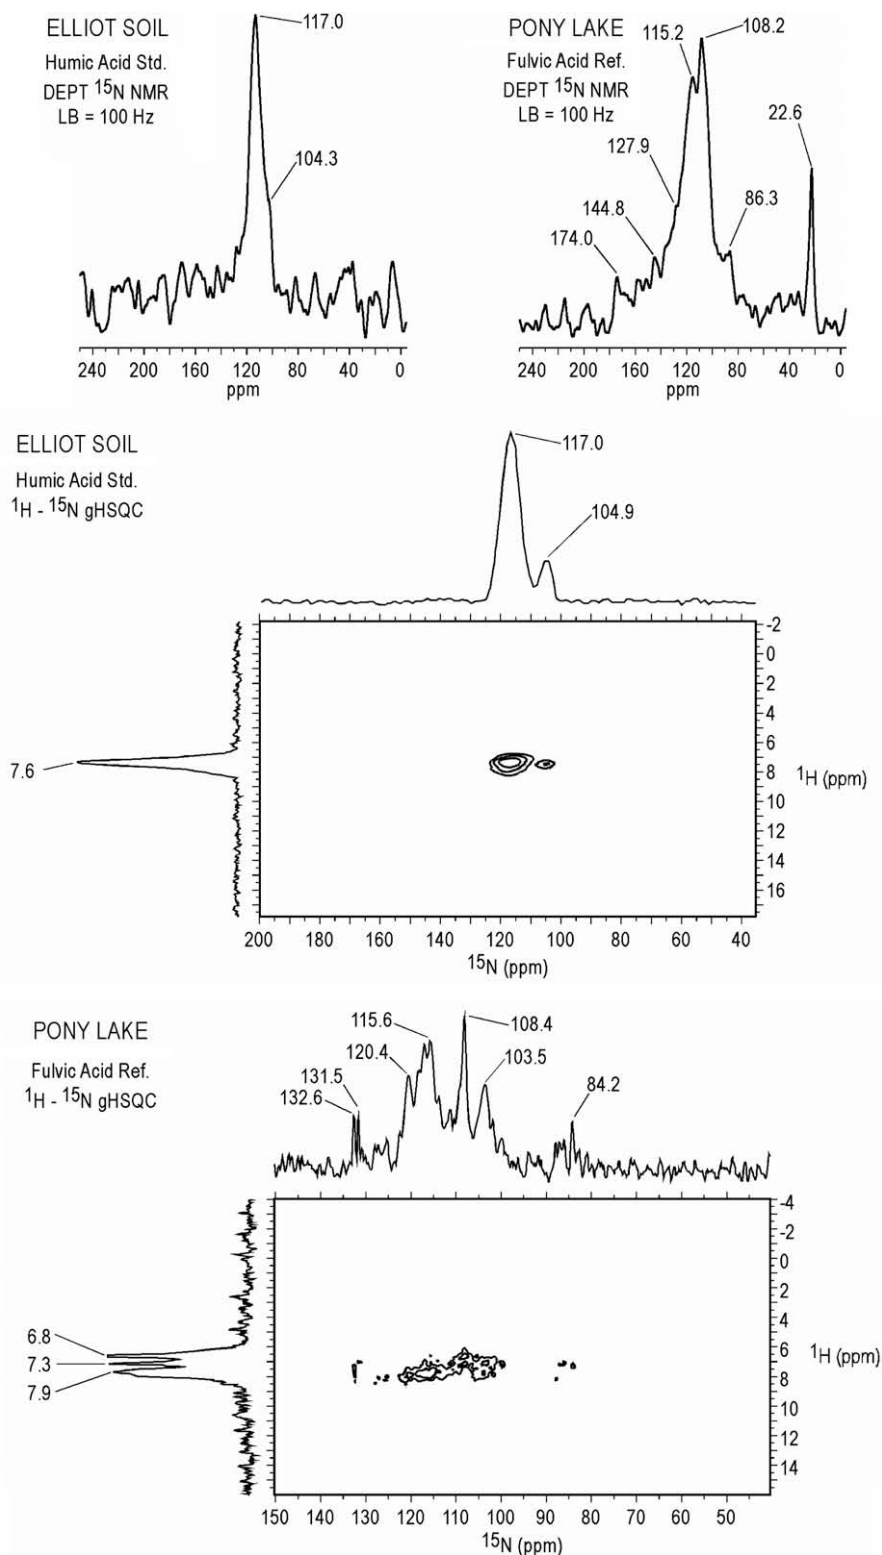 ELLIOT SOIL
Humic Acid Std.
DEPT 15N NMR
LB = 100 Hz
117.0
104.3
240 200 160 120 80 40 0
ppm
PONY LAKE
Fulvic Acid Ref.
DEPT 15N NMR
LB = 100 Hz
115.2
108.2
22.6
127.9
144.8
86.3
174.0
240 200 160 120 80 40 0
ppm
ELLIOT SOIL
Humic Acid Std.
1H - 15N gHSQC
117.0
104.9
7.6
-2
0
2
4
6
8
10
12
14
16
1H (ppm)
200 180 160 140 120 100 80 60 40
15N (ppm)
PONY LAKE
Fulvic Acid Ref.
1H - 15N gHSQC
115.6
108.4
120.4
103.5
131.5
84.2
132.6
6.8
7.3
7.9
-4
-2
0
2
4
6
8
10
12
14
1H (ppm)
150 140 130 120 110 100 90 80 70 60 50
15N (ppm)